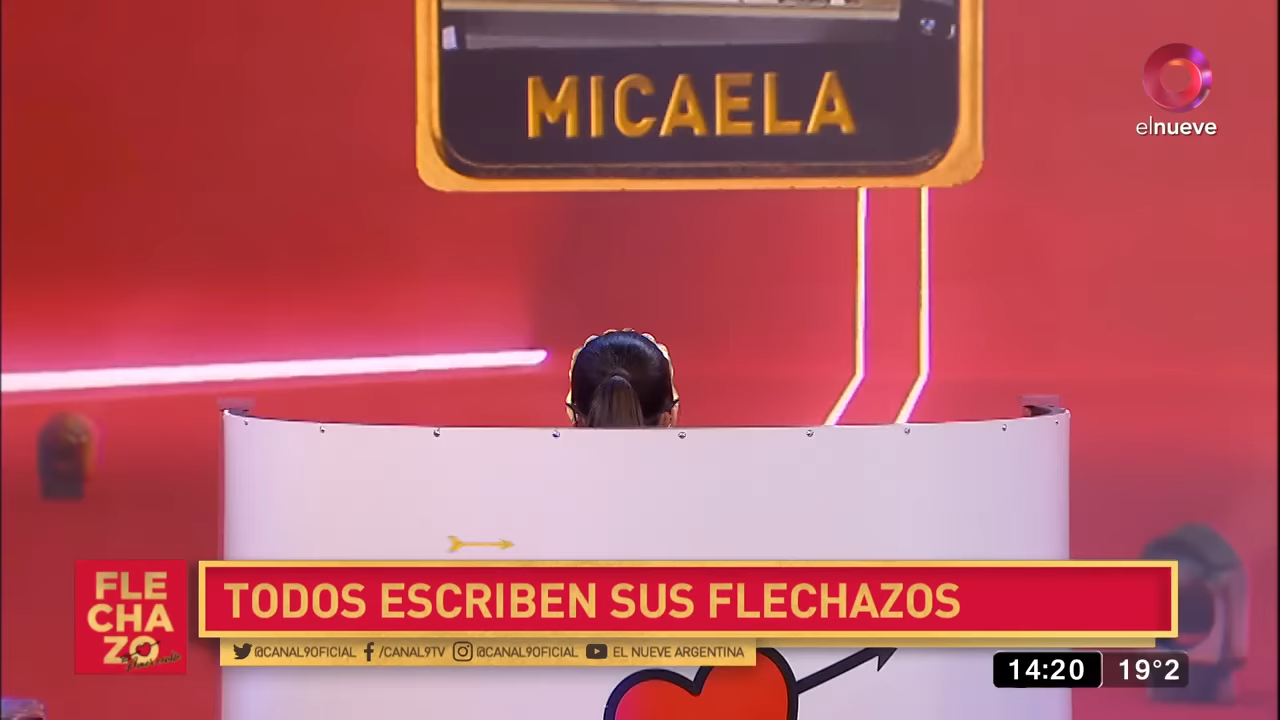 MICAELA
elnueve
FLE
CHA
ZO
TODOS ESCRIBEN SUS FLECHAZOS
@CANAL9OFICIAL /CANAL9TV @CANAL9OFICIAL EL NUEVE ARGENTINA
14:20 19°2